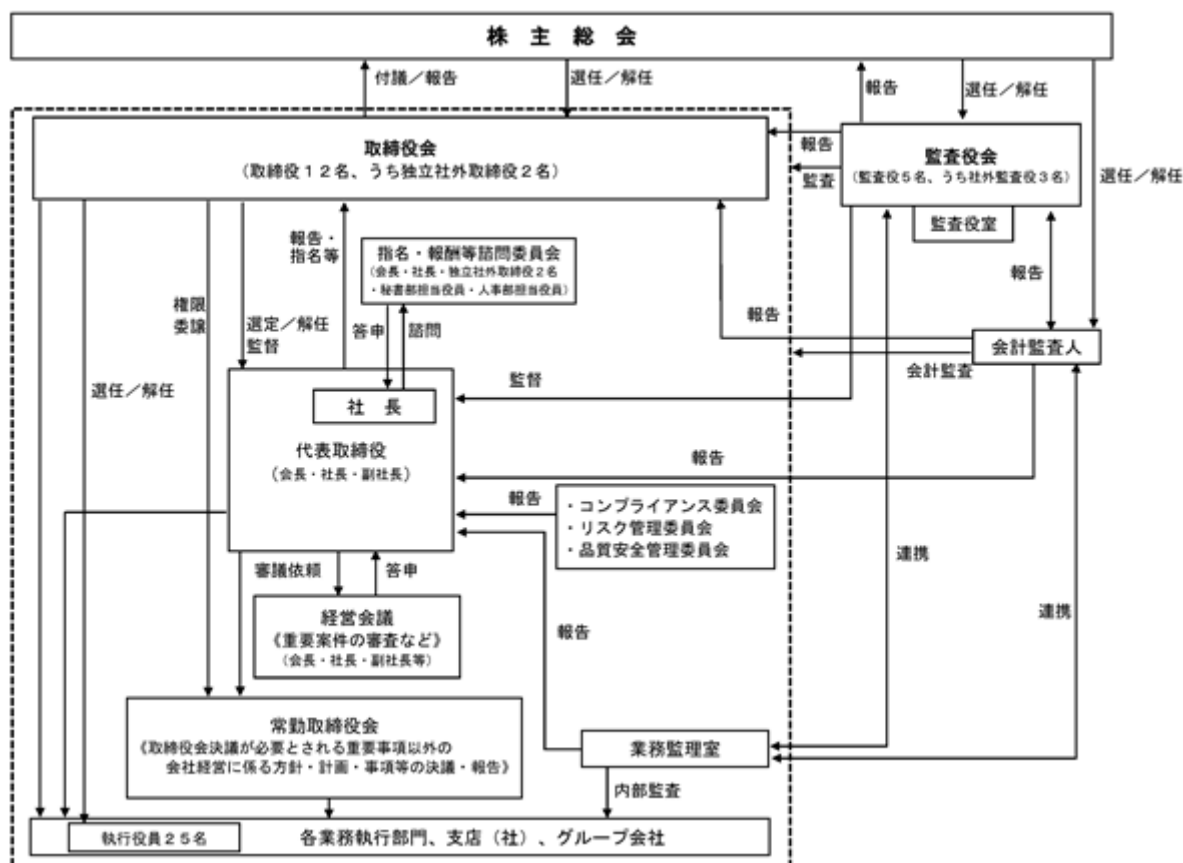 株主総会
付議／報告
選任／解任
報告
選任／解任
選任／解任
取締役会
（取締役１２名、うち独立社外取締役２名）
報告
監査
監査役会
（監査役５名、うち社外監査役３名）
監査役室
報告・
指名等
指名・報酬等諮問委員会
（会長・社長・独立社外取締役２名
・秘書部担当役員・人事部担当役員）
報告
権限
委譲
選定／解任
監督
答申
諮問
報告
会計監査人
会計監査
選任／解任
監督
社長
代表取締役
（会長・社長・副社長）
報告
報告
・コンプライアンス委員会
・リスク管理委員会
・品質安全管理委員会
連携
審議依頼
答申
連携
経営会議
《重要案件の審査など》
（会長・社長・副社長等）
報告
常勤取締役会
《取締役会決議が必要とされる重要事項以外の
会社経営に係る方針・計画・事項等の決議・報告》
業務監理室
内部監査
執行役員２５名
各業務執行部門、支店（社）、グループ会社